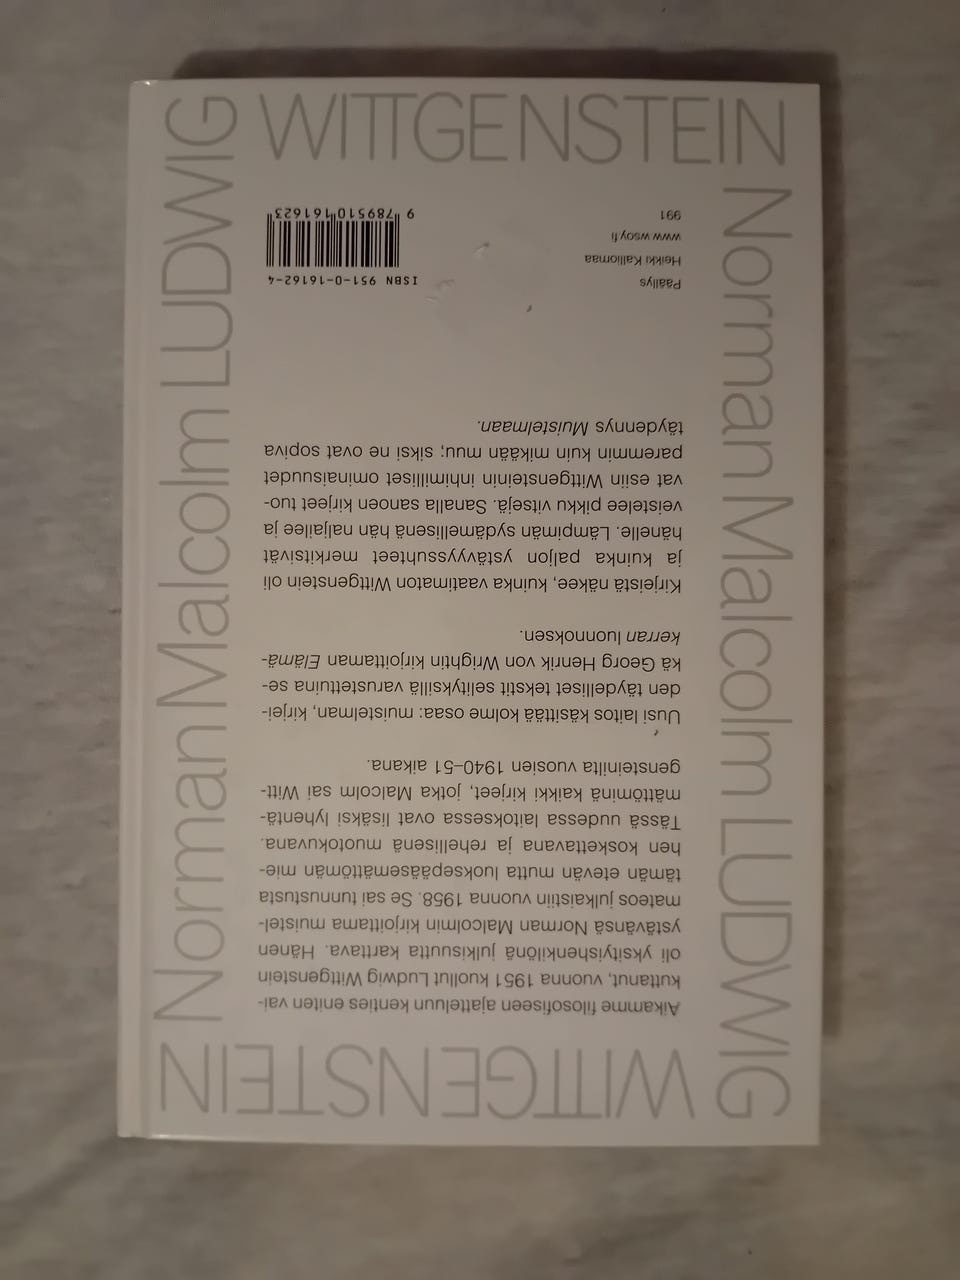 WITTGENSTEIN
Norman Malcolm LUDWIG
WITTGENSTEIN
Norman Malcolm LUDWIG
Aikamme filosofiseen ajatteluun kenties eniten vai-
kuttanut, vuonna 1951 kuollut Ludwig Wittgenstein
oli yksityishenkilönä julkisuutta karttava. Hänen
ystävänsä Norman Malcolmin kirjoittama muistel-
mateos julkaistiin vuonna 1958. Se sai tunnustusta
tämän etevän mutta luoksepääsemättömän mie-
hen koskettavana ja rehellisenä muotokuvana.
Tässä uudessa laitoksessa ovat lisäksi lyhentä-
mättöminä kaikki kirjeet, jotka Malcolm sai Witt-
gensteinilta vuosien 1940–51 aikana.
Uusi laitos käsittää kolme osaa: muistelman, kirjei-
den täydelliset tekstit selityksillä varustettuina se-
kä Georg Henrik von Wrightin kirjoittaman Elämä-
kerran luonnoksen.
Kirjeistä näkee, kuinka vaatimaton Wittgenstein oli
ja kuinka paljon ystävyyssuhteet merkitsivät
hänelle. Lämpimän sydämellisenä hän naljailee ja
veistelee pikku vitsejä. Sanalla sanoen kirjeet tuo-
vat esiin Wittgensteinin inhimilliset ominaisuudet
paremmin kuin mikään muu; siksi ne ovat sopiva
täydennys Muistelmaan.
Päällys
Heikki Kalliomaa
www.wsoy.fi
991
ISBN 951-0-16162-4
9 789510 161623